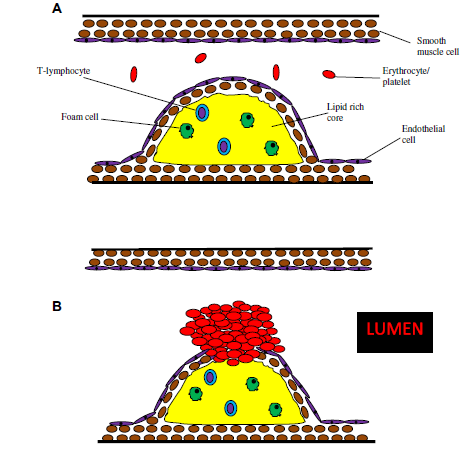 A
Smooth
muscle cell
T-lymphocyte
Erythrocyte/
platelet
Foam cell
Lipid rich
core
Endothelial
cell
B
LUMEN